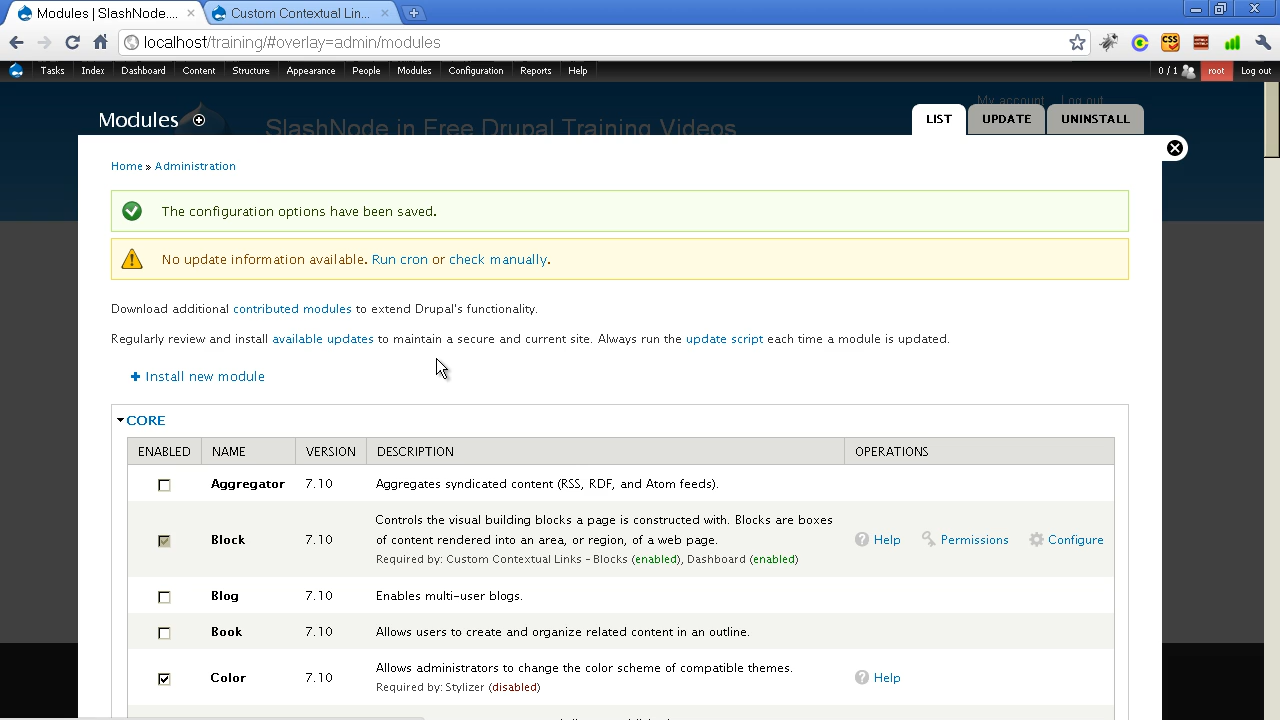 Modules | SlashNode....
Custom Contextual Lin...
localhost/training/#overlay=admin/modules
Tasks Index Dashboard Content Structure Appearance People Modules Configuration Reports Help 0 / 1 root Log out
My account Log out
Modules
SlashNode in Free Drupal Training Videos
LIST UPDATE UNINSTALL
Home » Administration
The configuration options have been saved.
No update information available. Run cron or check manually.
Download additional contributed modules to extend Drupal's functionality.
Regularly review and install available updates to maintain a secure and current site. Always run the update script each time a module is updated.
Install new module
CORE
ENABLED NAME VERSION DESCRIPTION OPERATIONS
Aggregator 7.10 Aggregates syndicated content (RSS, RDF, and Atom feeds).
Controls the visual building blocks a page is constructed with. Blocks are boxes
Block 7.10 of content rendered into an area, or region, of a web page. Help Permissions Configure
Required by: Custom Contextual Links - Blocks (enabled), Dashboard (enabled)
Blog 7.10 Enables multi-user blogs.
Book 7.10 Allows users to create and organize related content in an outline.
Allows administrators to change the color scheme of compatible themes.
Color 7.10 Help
Required by: Stylizer (disabled)